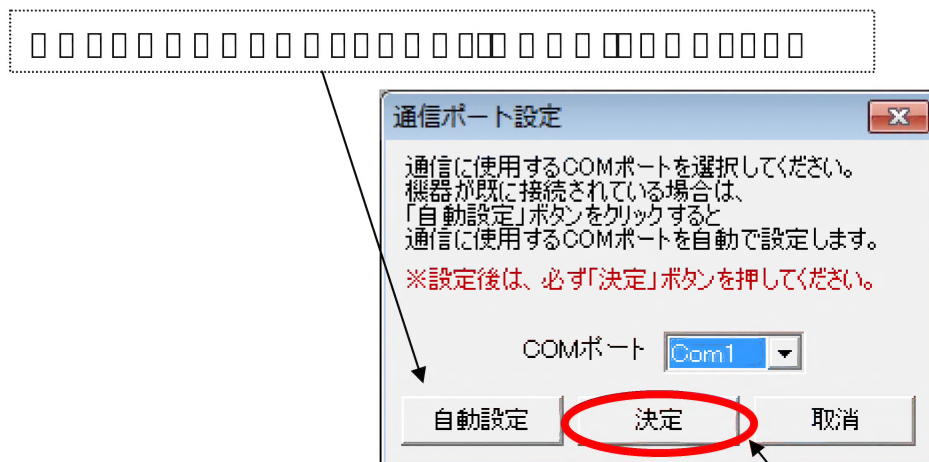 通信ポート設定
通信に使用するCOMポートを選択してください。
機器が既に接続されている場合は、
「自動設定」ボタンをクリックすると
通信に使用するCOMポートを自動で設定します。
※設定後は、必ず「決定」ボタンを押してください。
COMポート Com1
自動設定 決定 取消